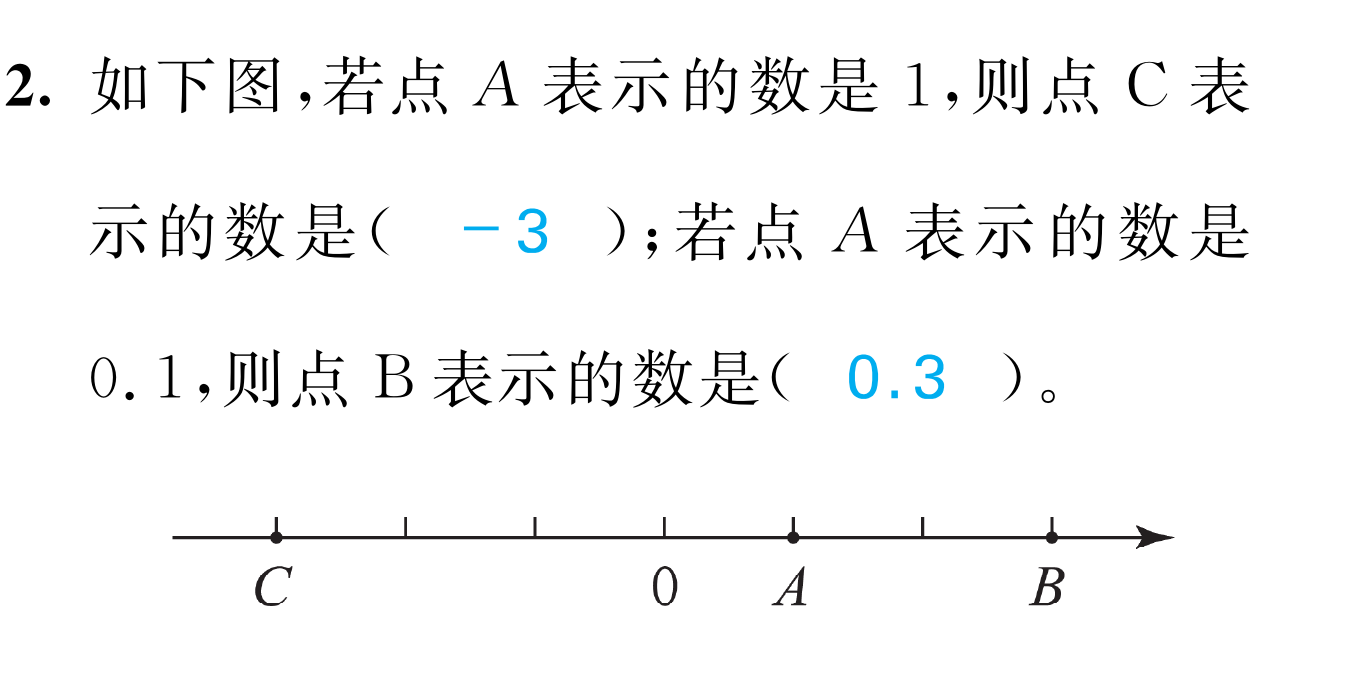 2. 如下图,若点 A 表示的数是 1,则点 C 表
示的数是( －3 );若点 A 表示的数是
0.1,则点 B 表示的数是( 0.3 )。
C 0 A B